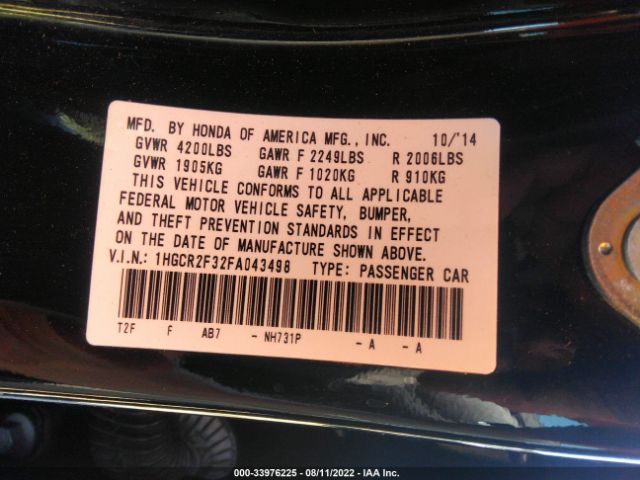 MFD. BY HONDA OF AMERICA MFG., INC. 10/'14
GVWR 4200LBS GAWR F 2249LBS R 2006LBS
GVWR 1905KG GAWR F 1020KG R 910KG
THIS VEHICLE CONFORMS TO ALL APPLICABLE
FEDERAL MOTOR VEHICLE SAFETY, BUMPER,
AND THEFT PREVENTION STANDARDS IN EFFECT
ON THE DATE OF MANUFACTURE SHOWN ABOVE.
V.I.N.: 1HGCR2F32FA043498 TYPE: PASSENGER CAR
T2F F AB7 - NH731P - A - A
000-33976225 - 08/11/2022 - IAA Inc.